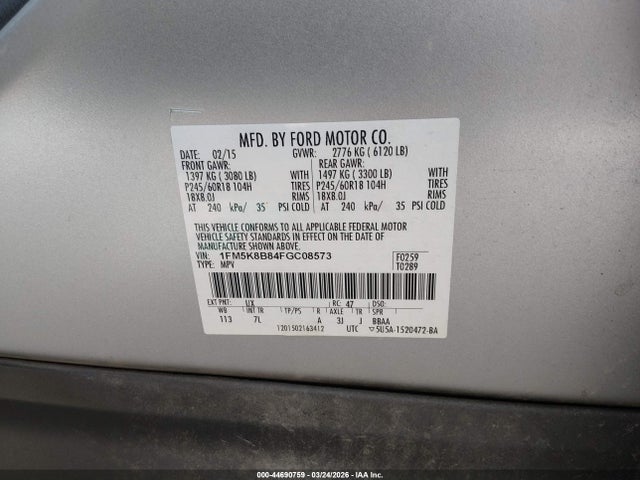 MFD. BY FORD MOTOR CO.
DATE: 02/15 GVWR: 2776 KG ( 6120 LB)
FRONT GAWR: REAR GAWR:
1397 KG ( 3080 LB) WITH 1497 KG ( 3300 LB) WITH
P245/60R18 104H TIRES P245/60R18 104H TIRES
18X8.0J RIMS 18X8.0J RIMS
AT 240 kPa/ 35 PSI COLD AT 240 kPa/ 35 PSI COLD
THIS VEHICLE CONFORMS TO ALL APPLICABLE FEDERAL MOTOR
VEHICLE SAFETY STANDARDS IN EFFECT ON THE DATE OF
MANUFACTURE SHOWN ABOVE.
VIN: 1FM5K8B84FGC08573 F0259
TYPE: MPV T0289
EXT PNT: UX RC: 47 DSO:
WB INT TR TP/PS R AXLE TR SPR
113 7L A 3J J BBAA
1201502163412 UTC 5U5A-1520472-BA
000-44690759 — 03/24/2026 — IAA Inc.